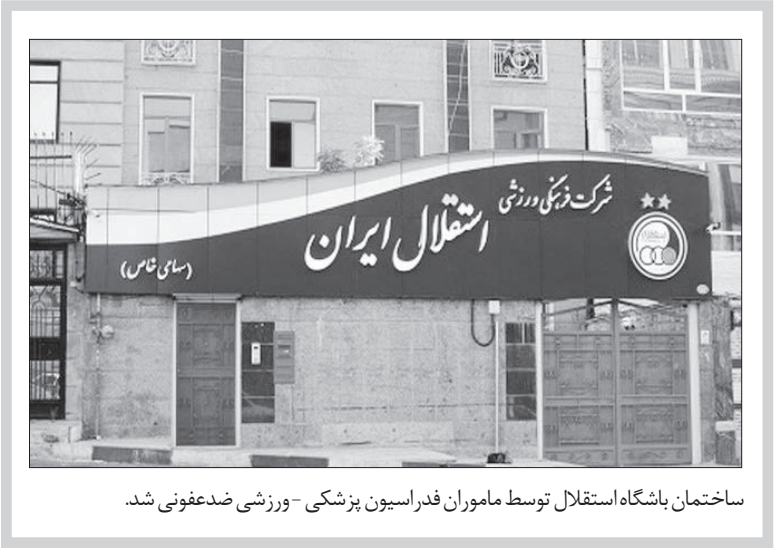 شرکت فرهنگی ورزشی
استقلال ایران
(سهامی خاص)
ساختمان باشگاه استقلال توسط ماموران فدراسیون پزشکی - ورزشی ضدعفونی شد.